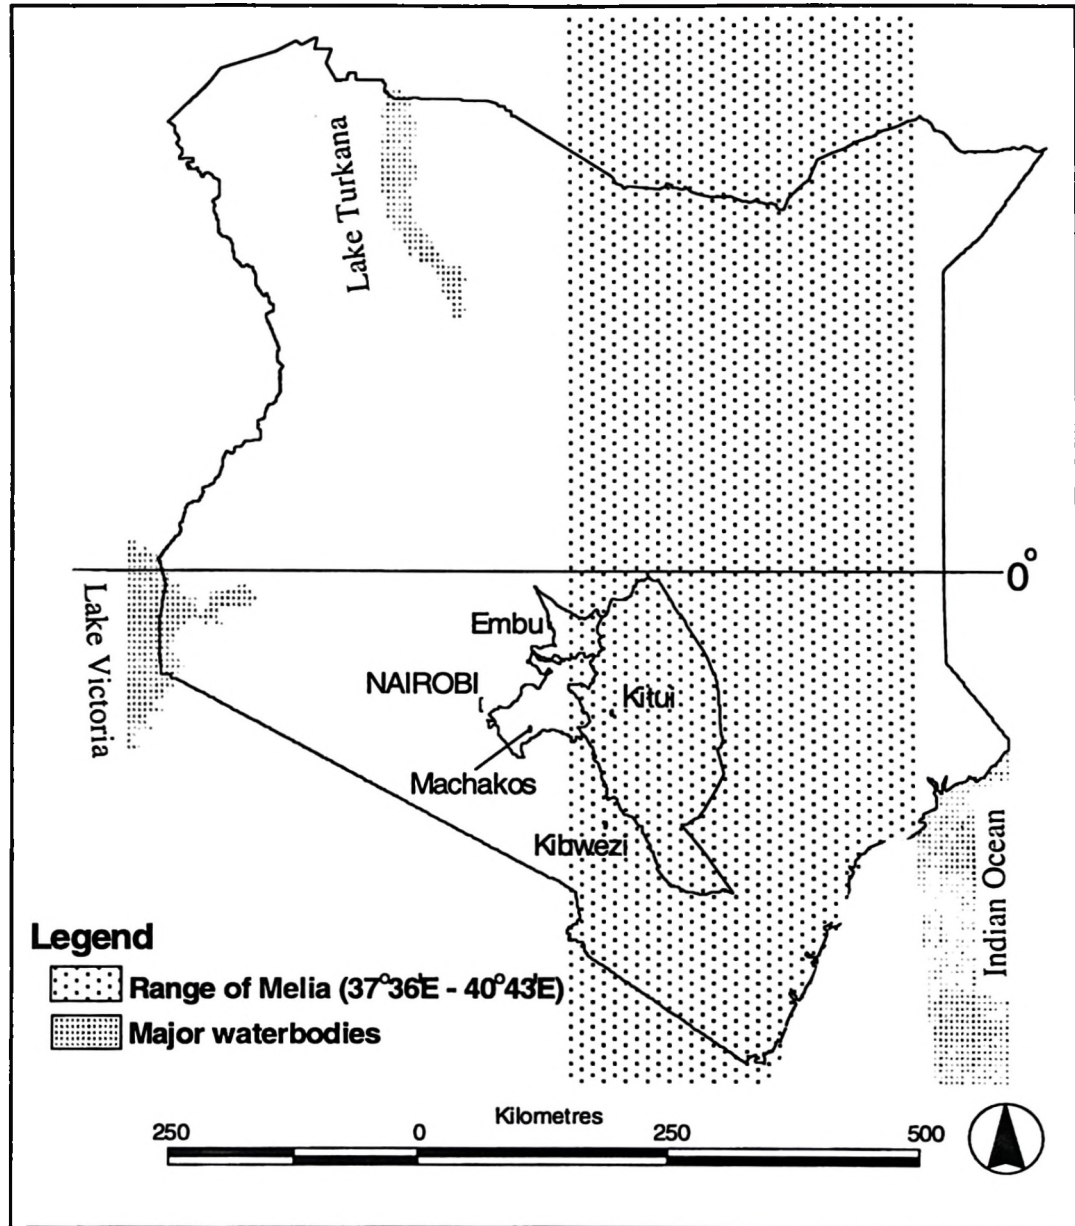 Lake Turkana
0°
Lake Victoria
Embu
NAIROBI
Kitui
Machakos
Kibwezi
Indian Ocean
Legend
Range of Melia (37°36'E - 40°43'E)
Major waterbodies
Kilometres
250 0 250 500